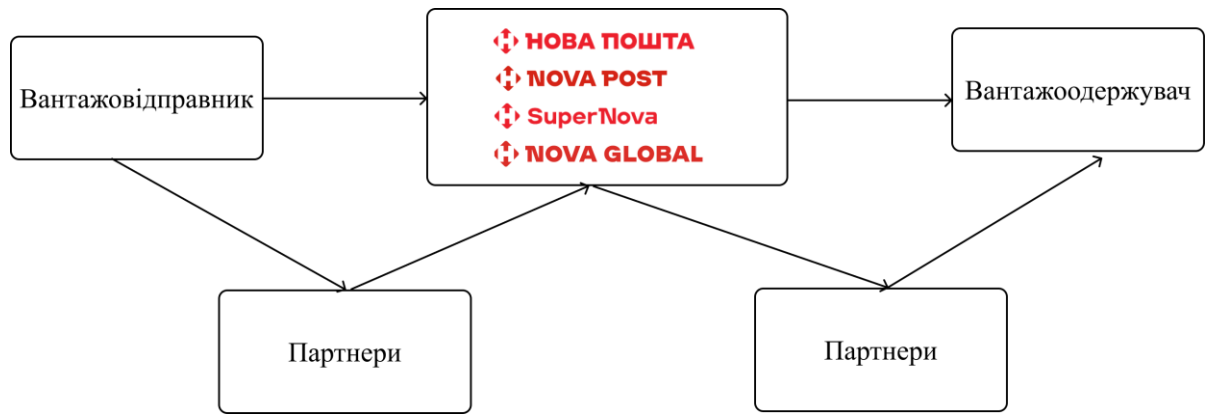 Вантажовідправник
НОВА ПОШТА
NOVA POST
SuperNova
NOVA GLOBAL
Вантажоодержувач
Партнери
Партнери